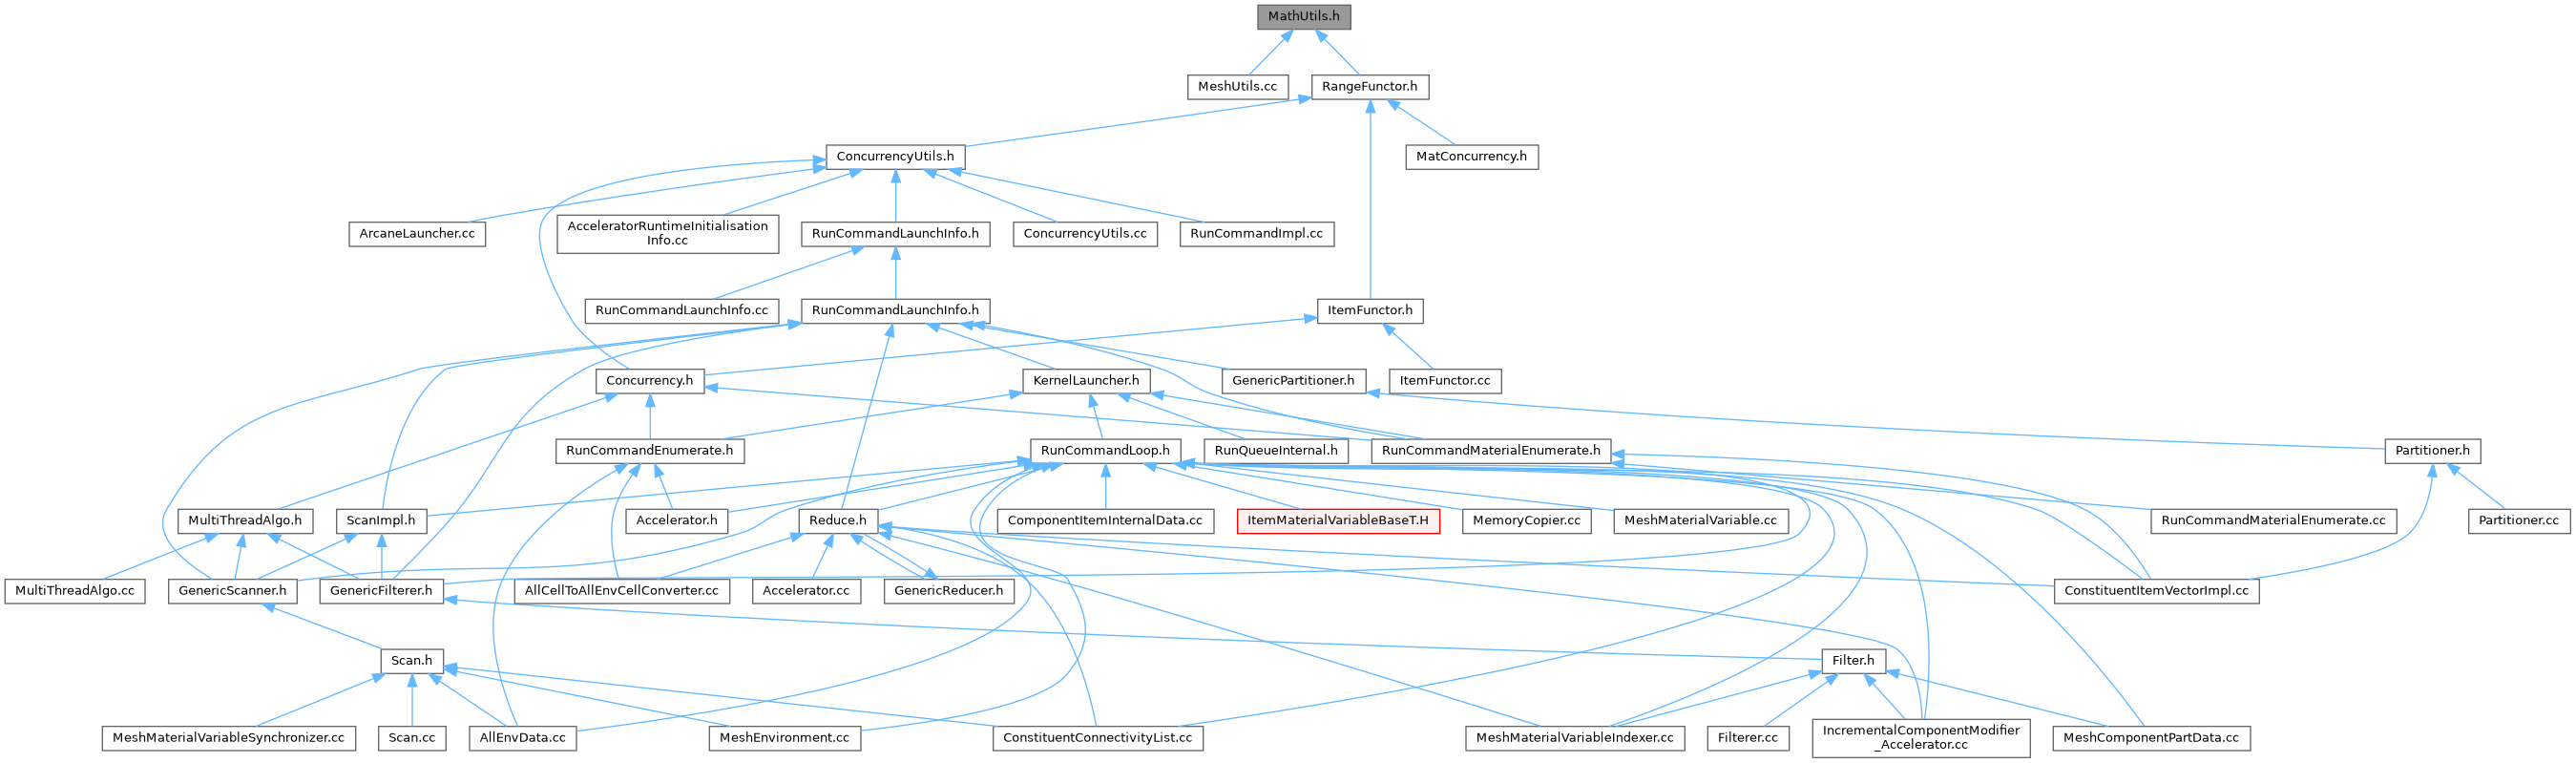 MathUtils.h
MeshUtils.cc
RangeFunctor.h
ConcurrencyUtils.h
MatConcurrency.h
ArcaneLauncher.cc
AcceleratorRuntimeInitialisation
Info.cc
RunCommandLaunchInfo.h
ConcurrencyUtils.cc
RunCommandImpl.cc
RunCommandLaunchInfo.cc
RunCommandLaunchInfo.h
ItemFunctor.h
Concurrency.h
KernelLauncher.h
GenericPartitioner.h
ItemFunctor.cc
RunCommandEnumerate.h
RunCommandLoop.h
RunQueueInternal.h
RunCommandMaterialEnumerate.h
Partitioner.h
MultiThreadAlgo.h
ScanImpl.h
Accelerator.h
Reduce.h
ComponentItemInternalData.cc
ItemMaterialVariableBaseT.H
MemoryCopier.cc
MeshMaterialVariable.cc
RunCommandMaterialEnumerate.cc
Partitioner.cc
MultiThreadAlgo.cc
GenericScanner.h
GenericFilterer.h
AllCellToAllEnvCellConverter.cc
Accelerator.cc
GenericReducer.h
ConstituentItemVectorImpl.cc
Scan.h
Filter.h
MeshMaterialVariableSynchronizer.cc
Scan.cc
AllEnvData.cc
MeshEnvironment.cc
ConstituentConnectivityList.cc
MeshMaterialVariableIndexer.cc
Filterer.cc
IncrementalComponentModifier
_Accelerator.cc
MeshComponentPartData.cc